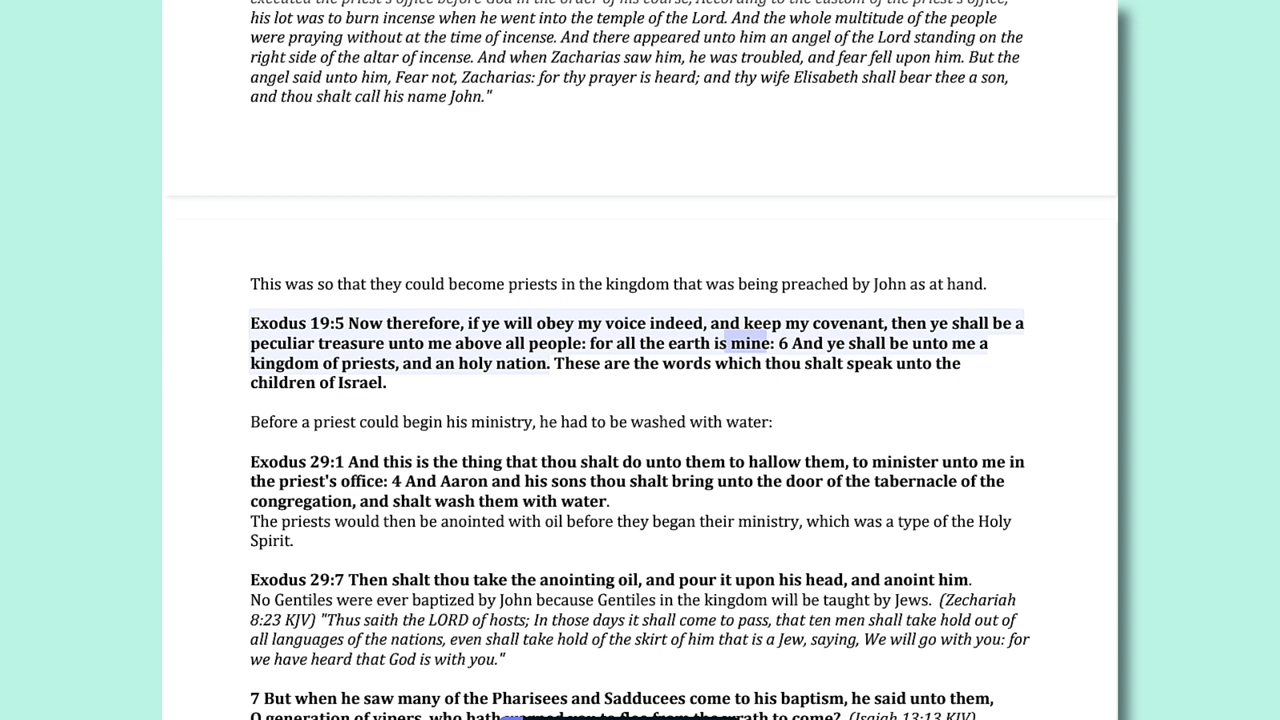 executed the priest's office before God in the order of his course, According to the custom of the priest's office,
his lot was to burn incense when he went into the temple of the Lord. And the whole multitude of the people
were praying without at the time of incense. And there appeared unto him an angel of the Lord standing on the
right side of the altar of incense. And when Zacharias saw him, he was troubled, and fear fell upon him. But the
angel said unto him, Fear not, Zacharias: for thy prayer is heard; and thy wife Elisabeth shall bear thee a son,
and thou shalt call his name John."
This was so that they could become priests in the kingdom that was being preached by John as at hand.
Exodus 19:5 Now therefore, if ye will obey my voice indeed, and keep my covenant, then ye shall be a
peculiar treasure unto me above all people: for all the earth is mine: 6 And ye shall be unto me a
kingdom of priests, and an holy nation. These are the words which thou shalt speak unto the
children of Israel.
Before a priest could begin his ministry, he had to be washed with water:
Exodus 29:1 And this is the thing that thou shalt do unto them to hallow them, to minister unto me in
the priest's office: 4 And Aaron and his sons thou shalt bring unto the door of the tabernacle of the
congregation, and shalt wash them with water.
The priests would then be anointed with oil before they began their ministry, which was a type of the Holy
Spirit.
Exodus 29:7 Then shalt thou take the anointing oil, and pour it upon his head, and anoint him.
No Gentiles were ever baptized by John because Gentiles in the kingdom will be taught by Jews. (Zechariah
8:23 KJV) "Thus saith the LORD of hosts; In those days it shall come to pass, that ten men shall take hold out of
all languages of the nations, even shall take hold of the skirt of him that is a Jew, saying, We will go with you: for
we have heard that God is with you."
7 But when he saw many of the Pharisees and Sadducees come to his baptism, he said unto them,
O generation of vipers, who hath to come? (Isaiah 13:13 KJV)